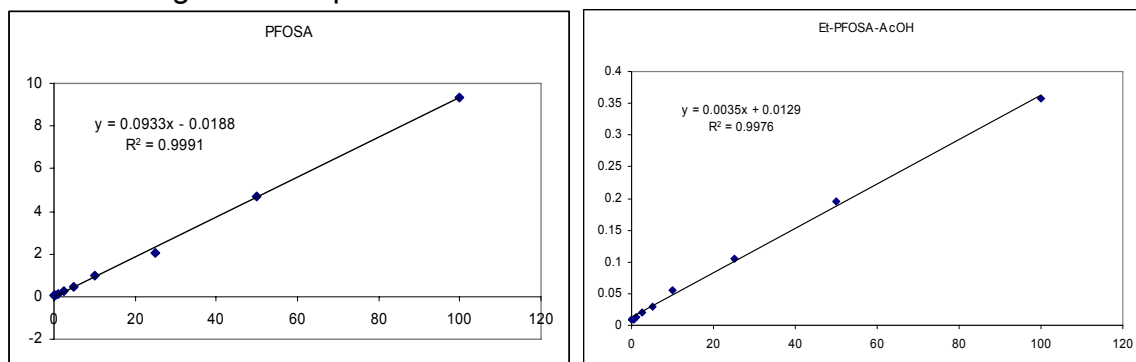 PFOSA
10
8
6
4
2
0
-2
y = 0.0933x - 0.0188
R² = 0.9991
0 20 40 60 80 100 120
Et-PFOSA-AcOH
0.4
0.35
0.3
0.25
0.2
0.15
0.1
0.05
0
y = 0.0035x + 0.0129
R² = 0.9976
0 20 40 60 80 100 120